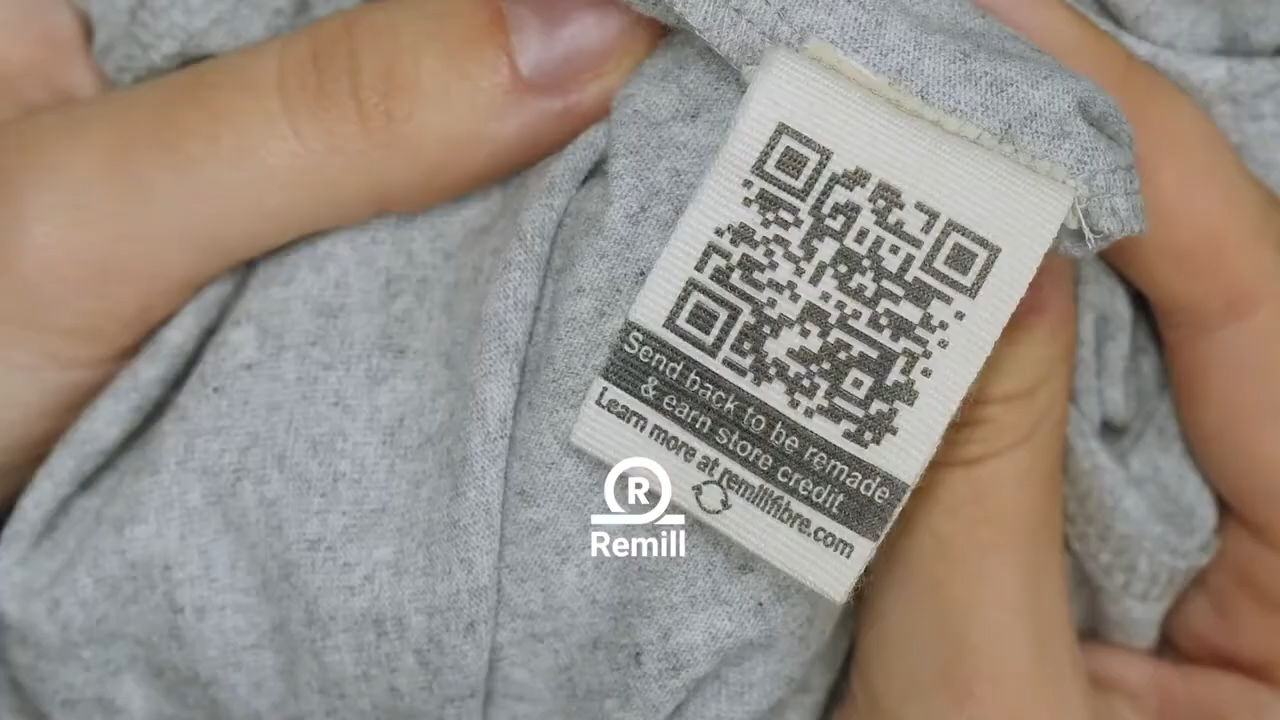 Send back to be remade
& earn store credit
Learn more at remillfibre.com
R
Remill